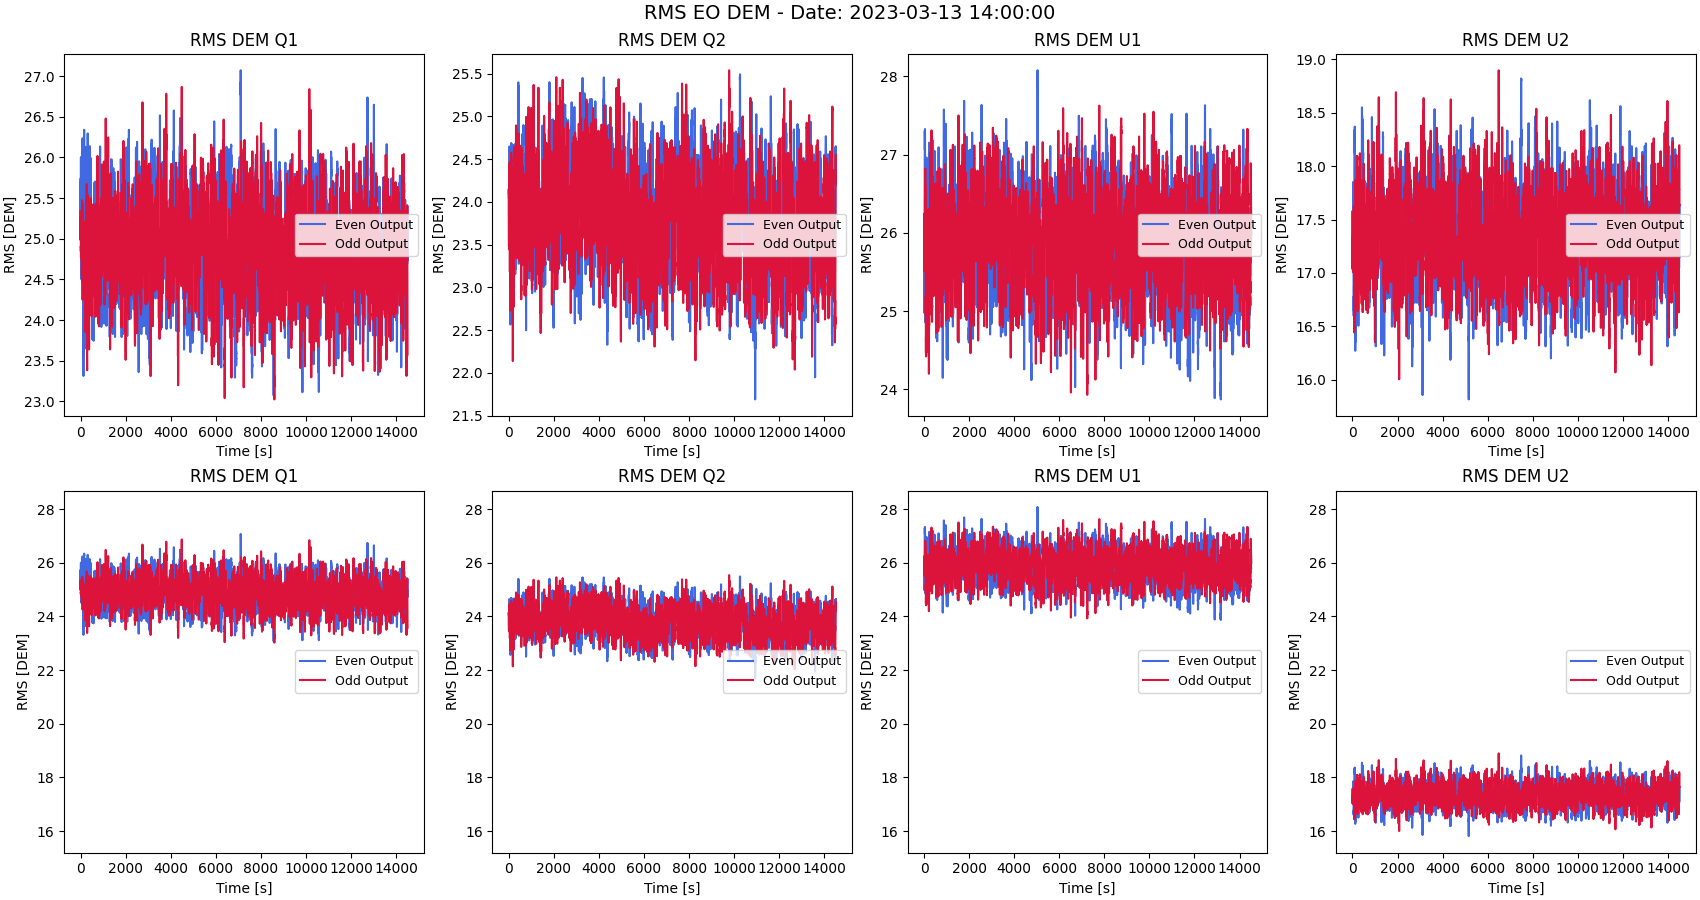 RMS EO DEM - Date: 2023-03-13 14:00:00
RMS DEM Q1
RMS [DEM]
27.0
26.5
26.0
25.5
25.0
24.5
24.0
23.5
23.0
Even Output
Odd Output
0 2000 4000 6000 8000 10000 12000 14000
Time [s]
RMS DEM Q2
RMS [DEM]
25.5
25.0
24.5
24.0
23.5
23.0
22.5
22.0
21.5
Even Output
Odd Output
0 2000 4000 6000 8000 10000 12000 14000
Time [s]
RMS DEM U1
RMS [DEM]
28
27
26
25
24
Even Output
Odd Output
0 2000 4000 6000 8000 10000 12000 14000
Time [s]
RMS DEM U2
RMS [DEM]
19.0
18.5
18.0
17.5
17.0
16.5
16.0
Even Output
Odd Output
0 2000 4000 6000 8000 10000 12000 14000
Time [s]
RMS DEM Q1
RMS [DEM]
28
26
24
22
20
18
16
Even Output
Odd Output
0 2000 4000 6000 8000 10000 12000 14000
Time [s]
RMS DEM Q2
RMS [DEM]
28
26
24
22
20
18
16
Even Output
Odd Output
0 2000 4000 6000 8000 10000 12000 14000
Time [s]
RMS DEM U1
RMS [DEM]
28
26
24
22
20
18
16
Even Output
Odd Output
0 2000 4000 6000 8000 10000 12000 14000
Time [s]
RMS DEM U2
RMS [DEM]
28
26
24
22
20
18
16
Even Output
Odd Output
0 2000 4000 6000 8000 10000 12000 14000
Time [s]